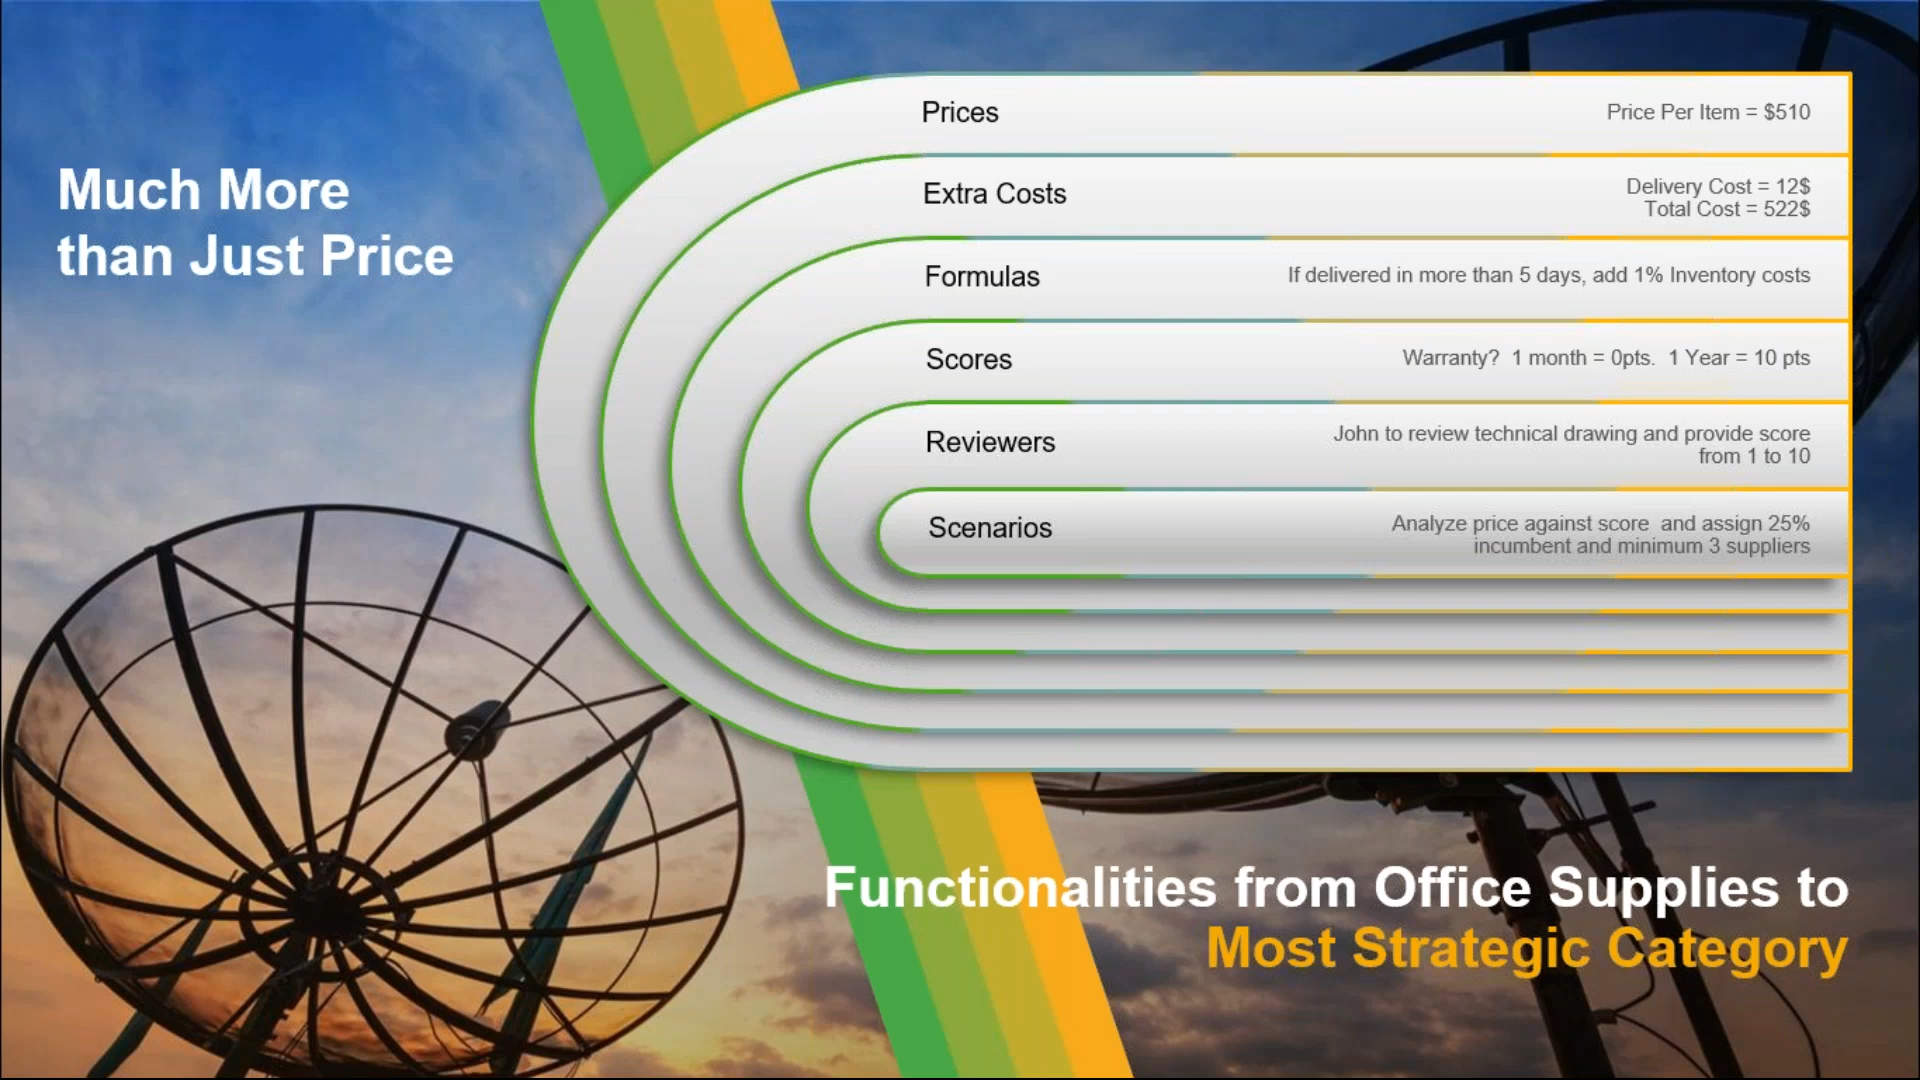 Much More
than Just Price
Prices
Price Per Item = $510
Extra Costs
Delivery Cost = 12$
Total Cost = 522$
Formulas
If delivered in more than 5 days, add 1% Inventory costs
Scores
Warranty?  1 month = 0pts.  1 Year = 10 pts
Reviewers
John to review technical drawing and provide score
from 1 to 10
Scenarios
Analyze price against score  and assign 25%
incumbent and minimum 3 suppliers
Functionalities from Office Supplies to
Most Strategic Category